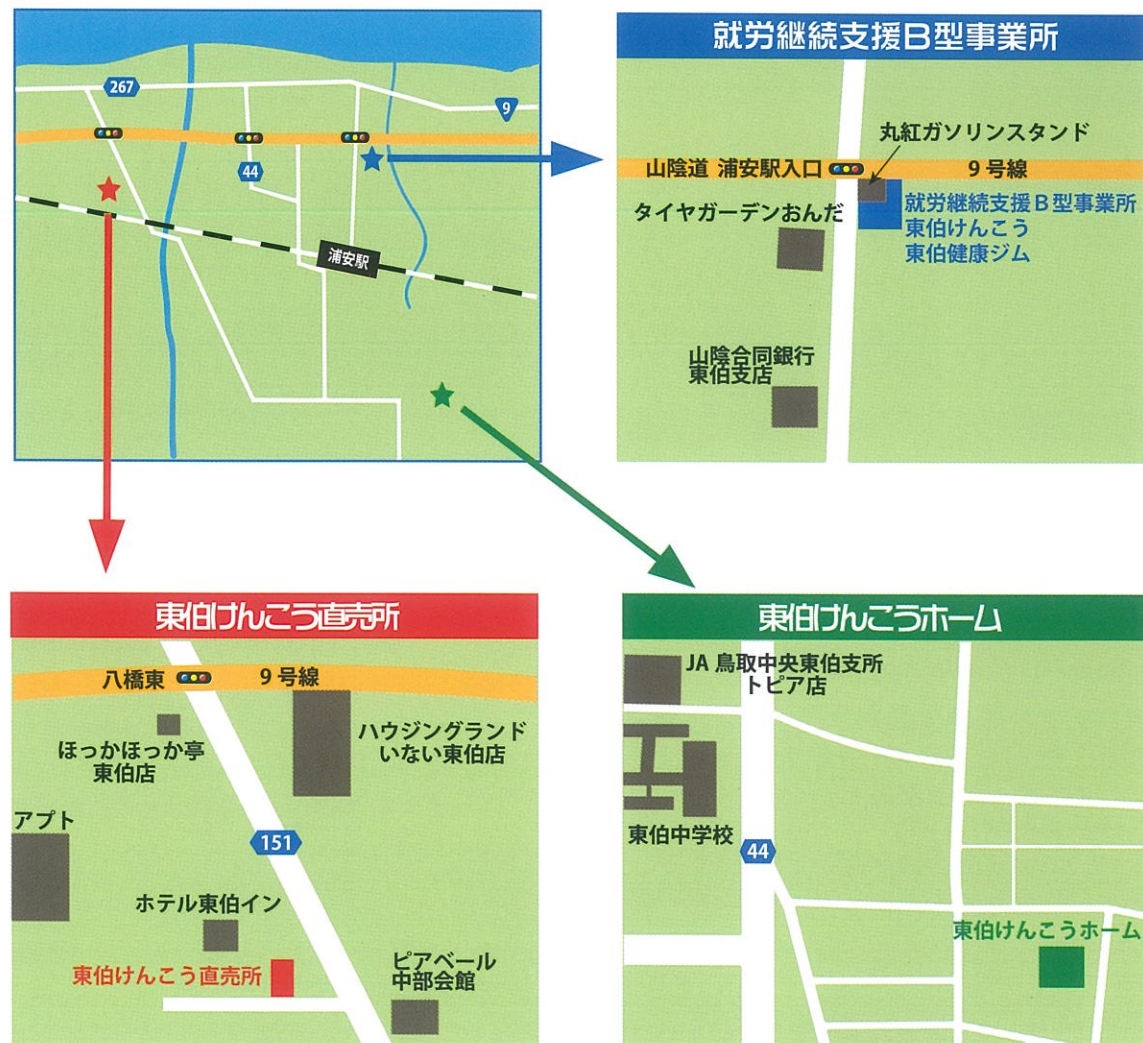 267
9
44
浦安駅
就労継続支援B型事業所
丸紅ガソリンスタンド
山陰道 浦安駅入口
9号線
タイヤガーデンおんだ
就労継続支援B型事業所
東伯けんこう
東伯健康ジム
山陰合同銀行
東伯支店
東伯けんこう直売所
八橋東
9号線
ほっかほっか亭
東伯店
ハウジングランド
いない東伯店
アプト
151
ホテル東伯イン
東伯けんこう直売所
ピアベール
中部会館
東伯けんこうホーム
JA 鳥取中央東伯支所
トピア店
東伯中学校
44
東伯けんこうホーム